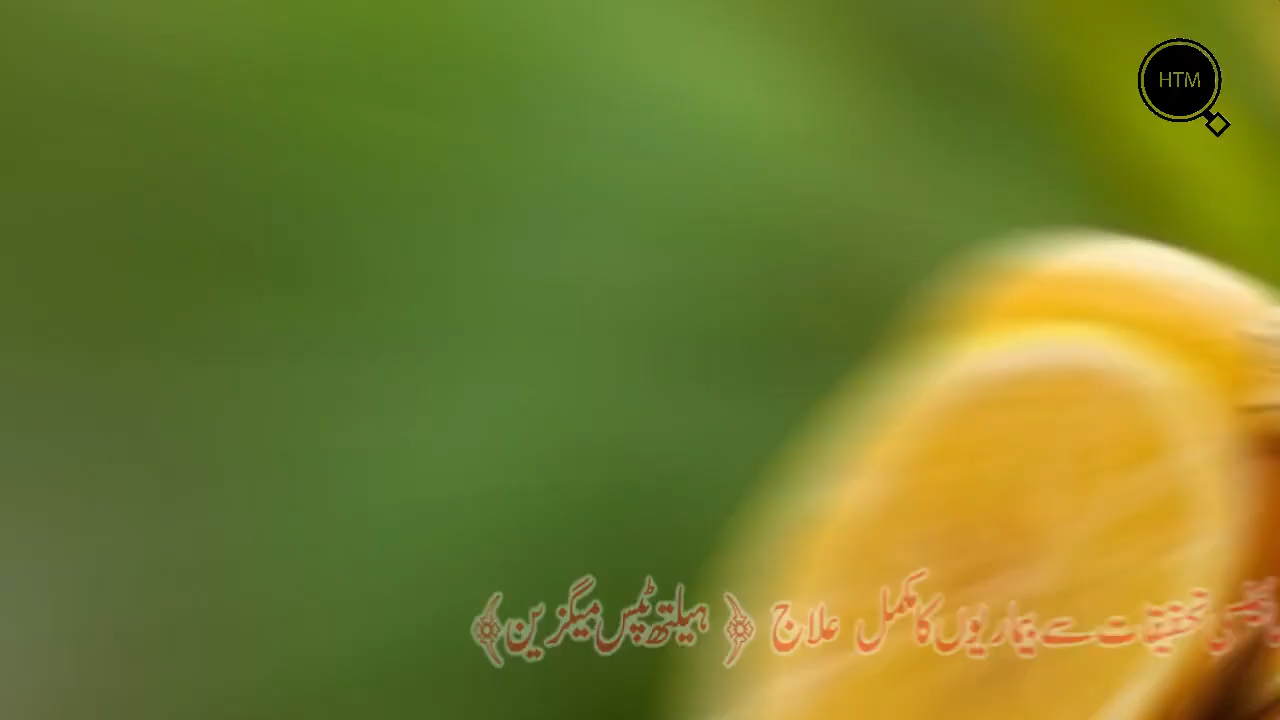 HTM
تحقیقات سے بیماریوں کا مکمل علاج ﴿ ہیلتھ ٹپس میگزین ﴾